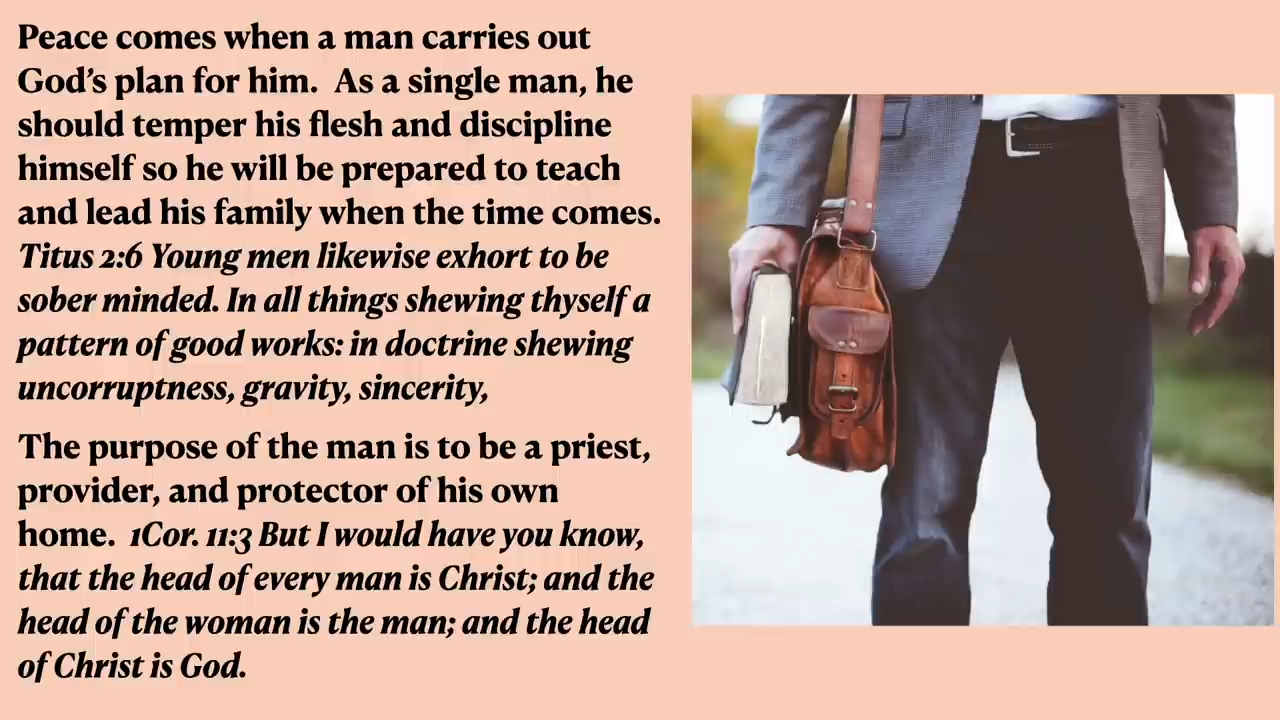 Peace comes when a man carries out
God’s plan for him.  As a single man, he
should temper his flesh and discipline
himself so he will be prepared to teach
and lead his family when the time comes.
Titus 2:6 Young men likewise exhort to be
sober minded. In all things shewing thyself a
pattern of good works: in doctrine shewing
uncorruptness, gravity, sincerity,
The purpose of the man is to be a priest,
provider, and protector of his own
home.  1Cor. 11:3 But I would have you know,
that the head of every man is Christ; and the
head of the woman is the man; and the head
of Christ is God.